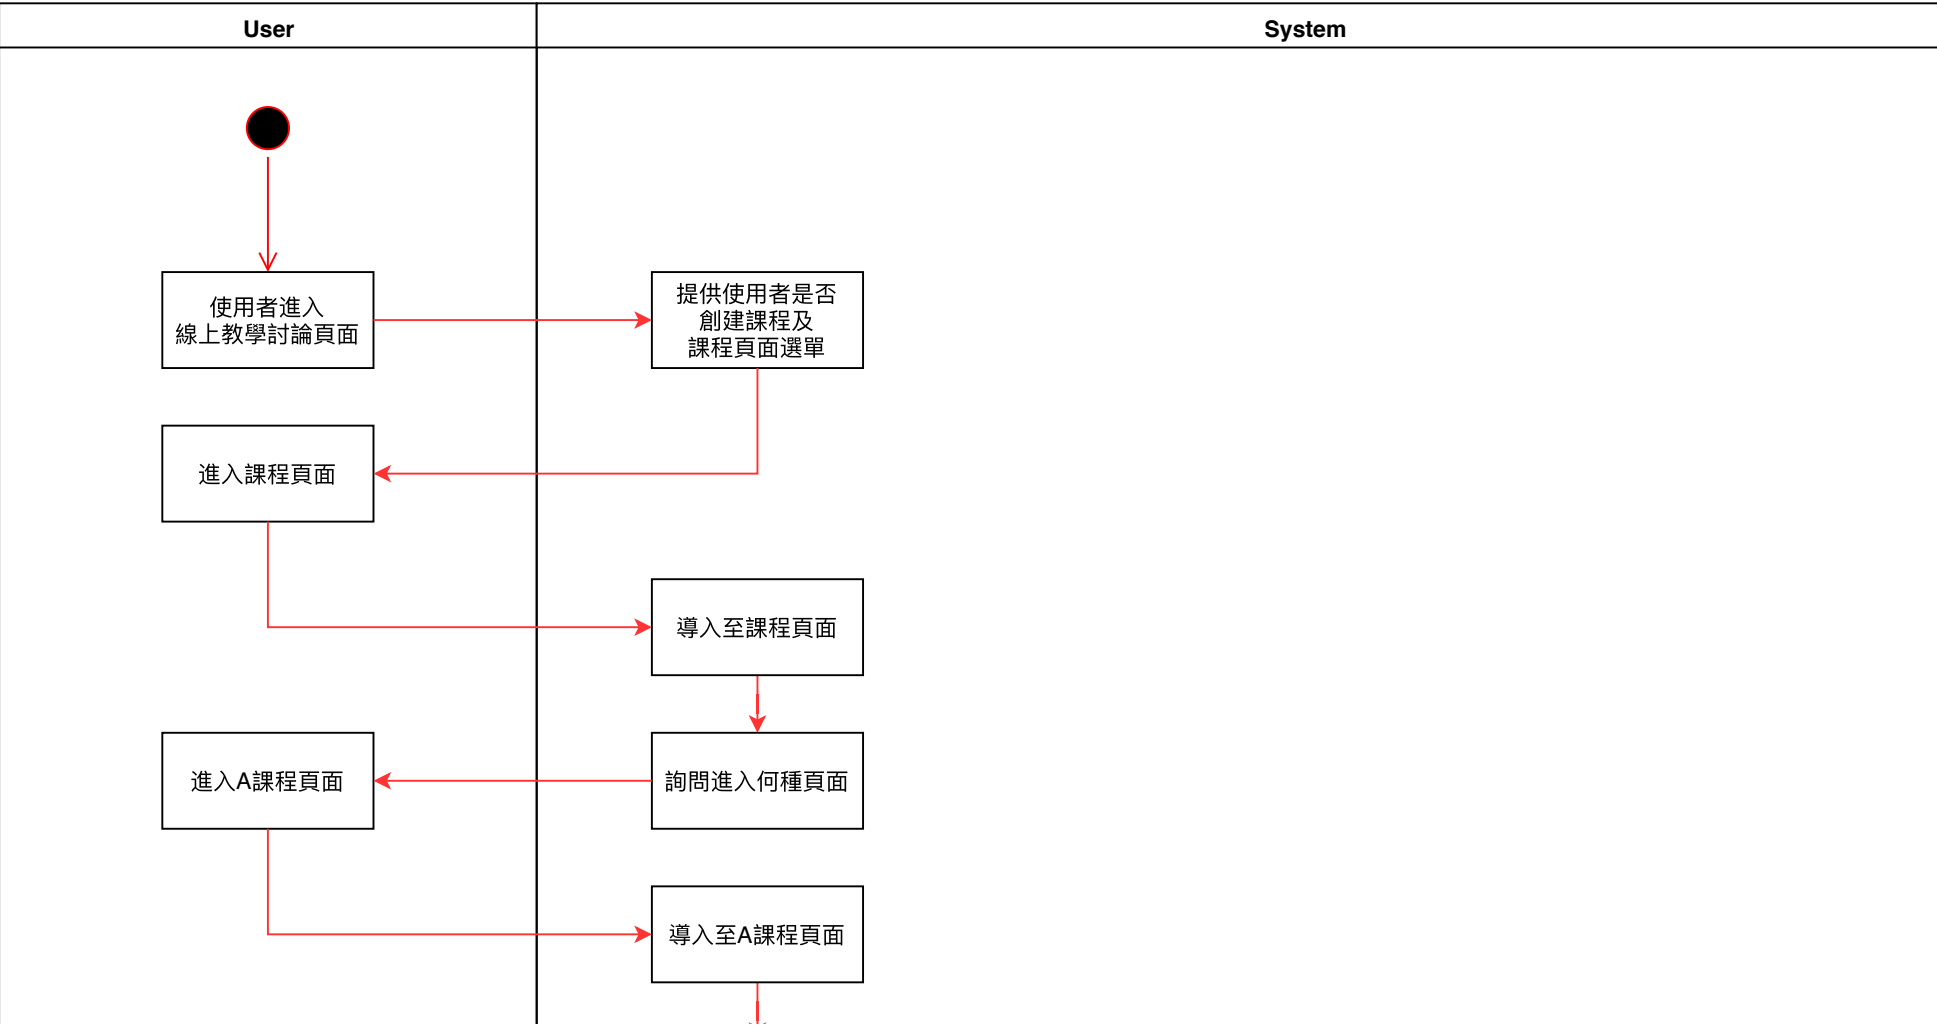 User
System
使用者進入
線上教學討論頁面
提供使用者是否
創建課程及
課程頁面選單
進入課程頁面
導入至課程頁面
詢問進入何種頁面
進入A課程頁面
導入至A課程頁面